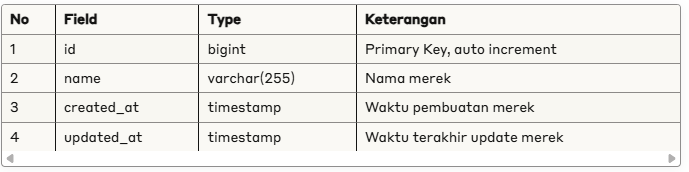 No Field Type Keterangan
1 id bigint Primary Key, auto increment
2 name varchar(255) Nama merek
3 created_at timestamp Waktu pembuatan merek
4 updated_at timestamp Waktu terakhir update merek